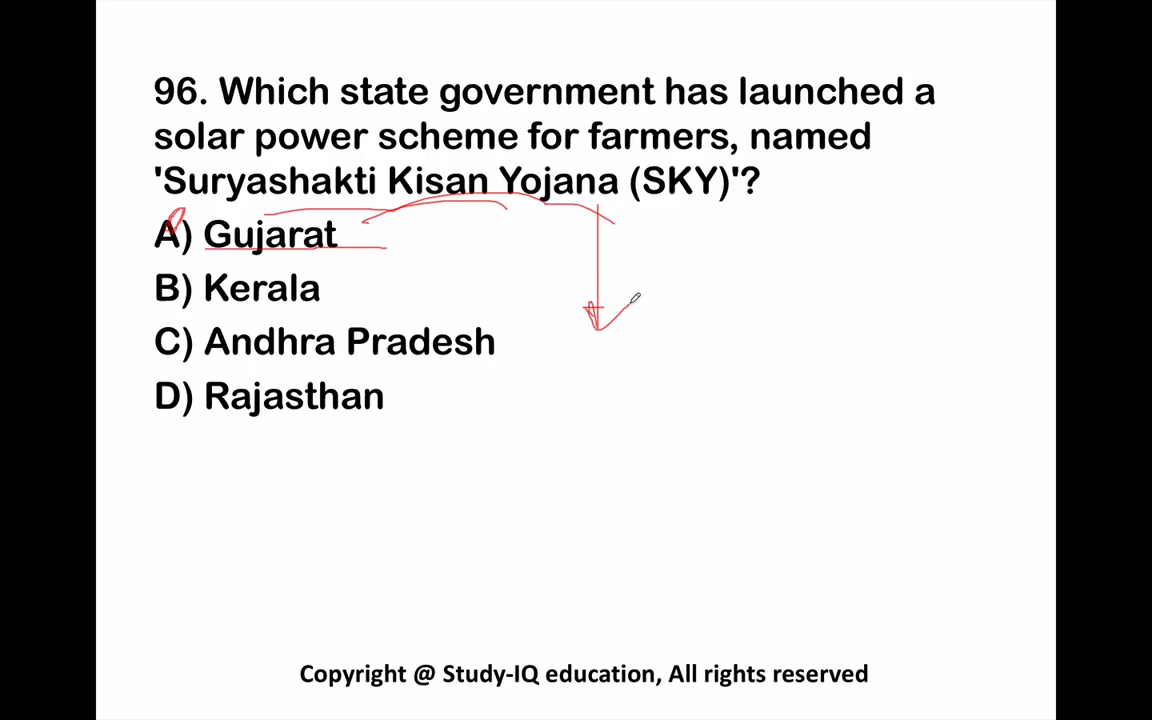 96. Which state government has launched a
solar power scheme for farmers, named
'Suryashakti Kisan Yojana (SKY)'?
A) Gujarat
B) Kerala
C) Andhra Pradesh
D) Rajasthan
Copyright @ Study-IQ education, All rights reserved